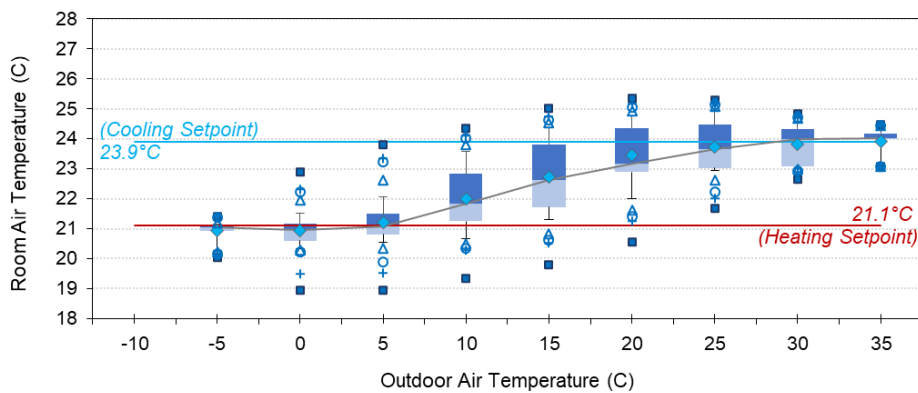 28
27
26
25
24
23
22
21
20
19
18
Room Air Temperature (C)
(Cooling Setpoint)
23.9°C
21.1°C
(Heating Setpoint)
-10 -5 0 5 10 15 20 25 30 35
Outdoor Air Temperature (C)